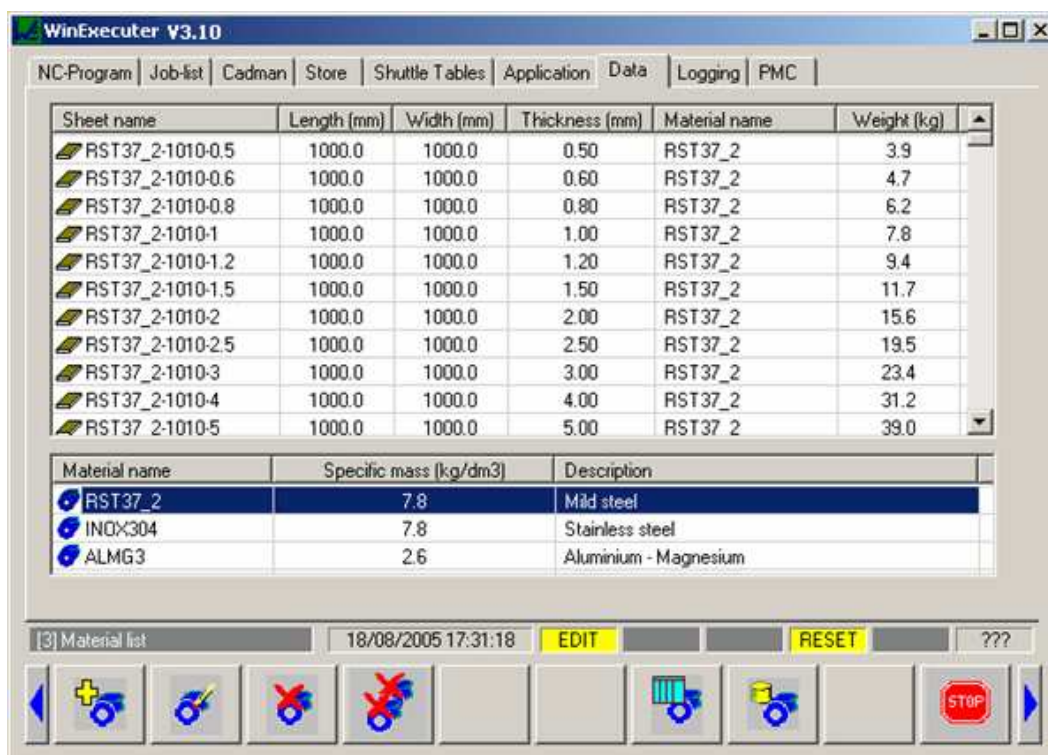 WinExecuter V3.10
NC-Program Job-list Cadman Store Shuttle Tables Application Data Logging PMC
Sheet name Length (mm) Width (mm) Thickness (mm) Material name Weight (kg)
RST37_2-1010-0.5 1000.0 1000.0 0.50 RST37_2 3.9
RST37_2-1010-0.6 1000.0 1000.0 0.60 RST37_2 4.7
RST37_2-1010-0.8 1000.0 1000.0 0.80 RST37_2 6.2
RST37_2-1010-1 1000.0 1000.0 1.00 RST37_2 7.8
RST37_2-1010-1.2 1000.0 1000.0 1.20 RST37_2 9.4
RST37_2-1010-1.5 1000.0 1000.0 1.50 RST37_2 11.7
RST37_2-1010-2 1000.0 1000.0 2.00 RST37_2 15.6
RST37_2-1010-2.5 1000.0 1000.0 2.50 RST37_2 19.5
RST37_2-1010-3 1000.0 1000.0 3.00 RST37_2 23.4
RST37_2-1010-4 1000.0 1000.0 4.00 RST37_2 31.2
RST37_2-1010-5 1000.0 1000.0 5.00 RST37_2 39.0
Material name Specific mass (kg/dm3) Description
RST37_2 7.8 Mild steel
INOX304 7.8 Stainless steel
ALMG3 2.6 Aluminium - Magnesium
[3] Material list 18/08/2005 17:31:18 EDIT RESET ???
STOP